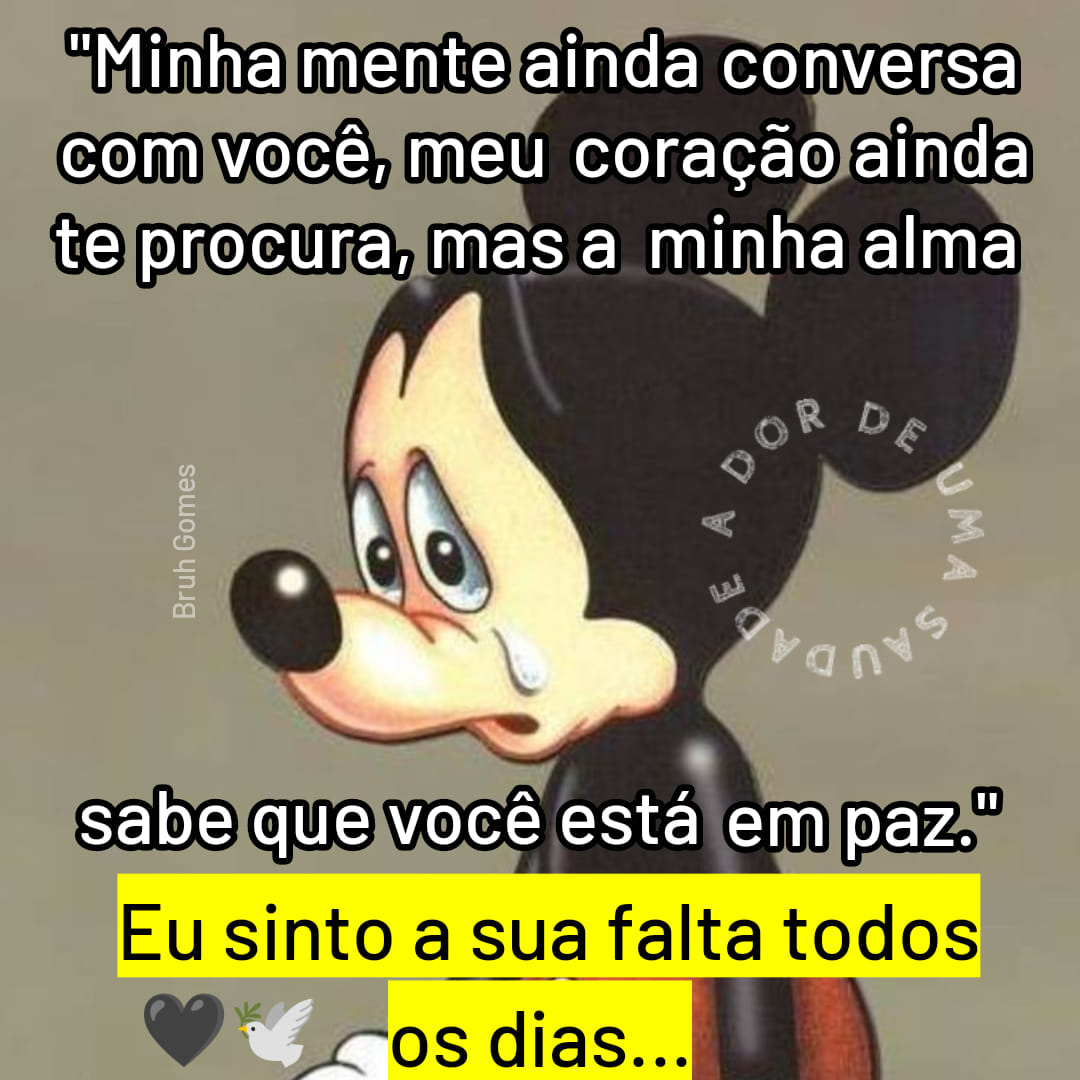 "Minha mente ainda conversa
com você, meu coração ainda
te procura, mas a minha alma
A DOR DE UMA SAUDADE
Bruh Gomes
sabe que você está em paz."
Eu sinto a sua falta todos
🖤🕊️ os dias...